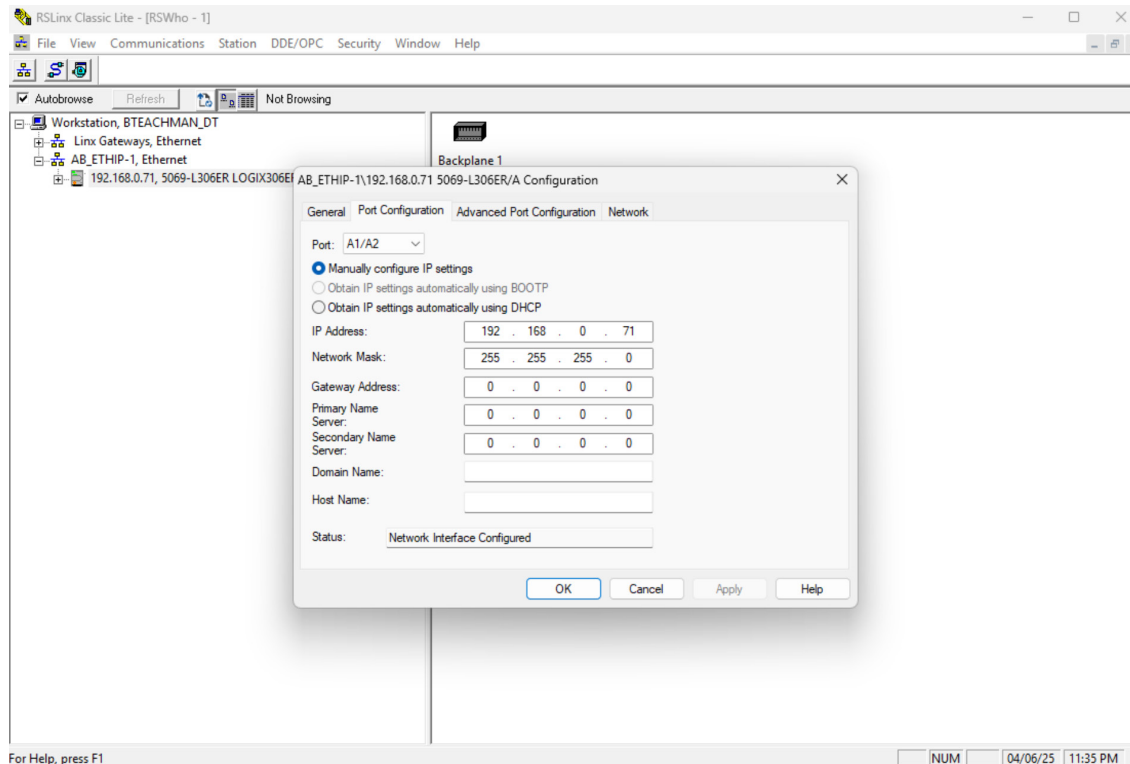 RSLinx Classic Lite - [RSWho - 1]
File View Communications Station DDE/OPC Security Window Help
Autobrowse Refresh Not Browsing
Workstation, BTEACHMAN_DT
Linx Gateways, Ethernet
AB_ETHIP-1, Ethernet
192.168.0.71, 5069-L306ER LOGIX306E
Backplane 1
AB_ETHIP-1\192.168.0.71 5069-L306ER/A Configuration
General Port Configuration Advanced Port Configuration Network
Port: A1/A2
Manually configure IP settings
Obtain IP settings automatically using BOOTP
Obtain IP settings automatically using DHCP
IP Address: 192 . 168 . 0 . 71
Network Mask: 255 . 255 . 255 . 0
Gateway Address: 0 . 0 . 0 . 0
Primary Name
Server: 0 . 0 . 0 . 0
Secondary Name
Server: 0 . 0 . 0 . 0
Domain Name:
Host Name:
Status: Network Interface Configured
OK Cancel Apply Help
For Help, press F1
NUM 04/06/25 11:35 PM